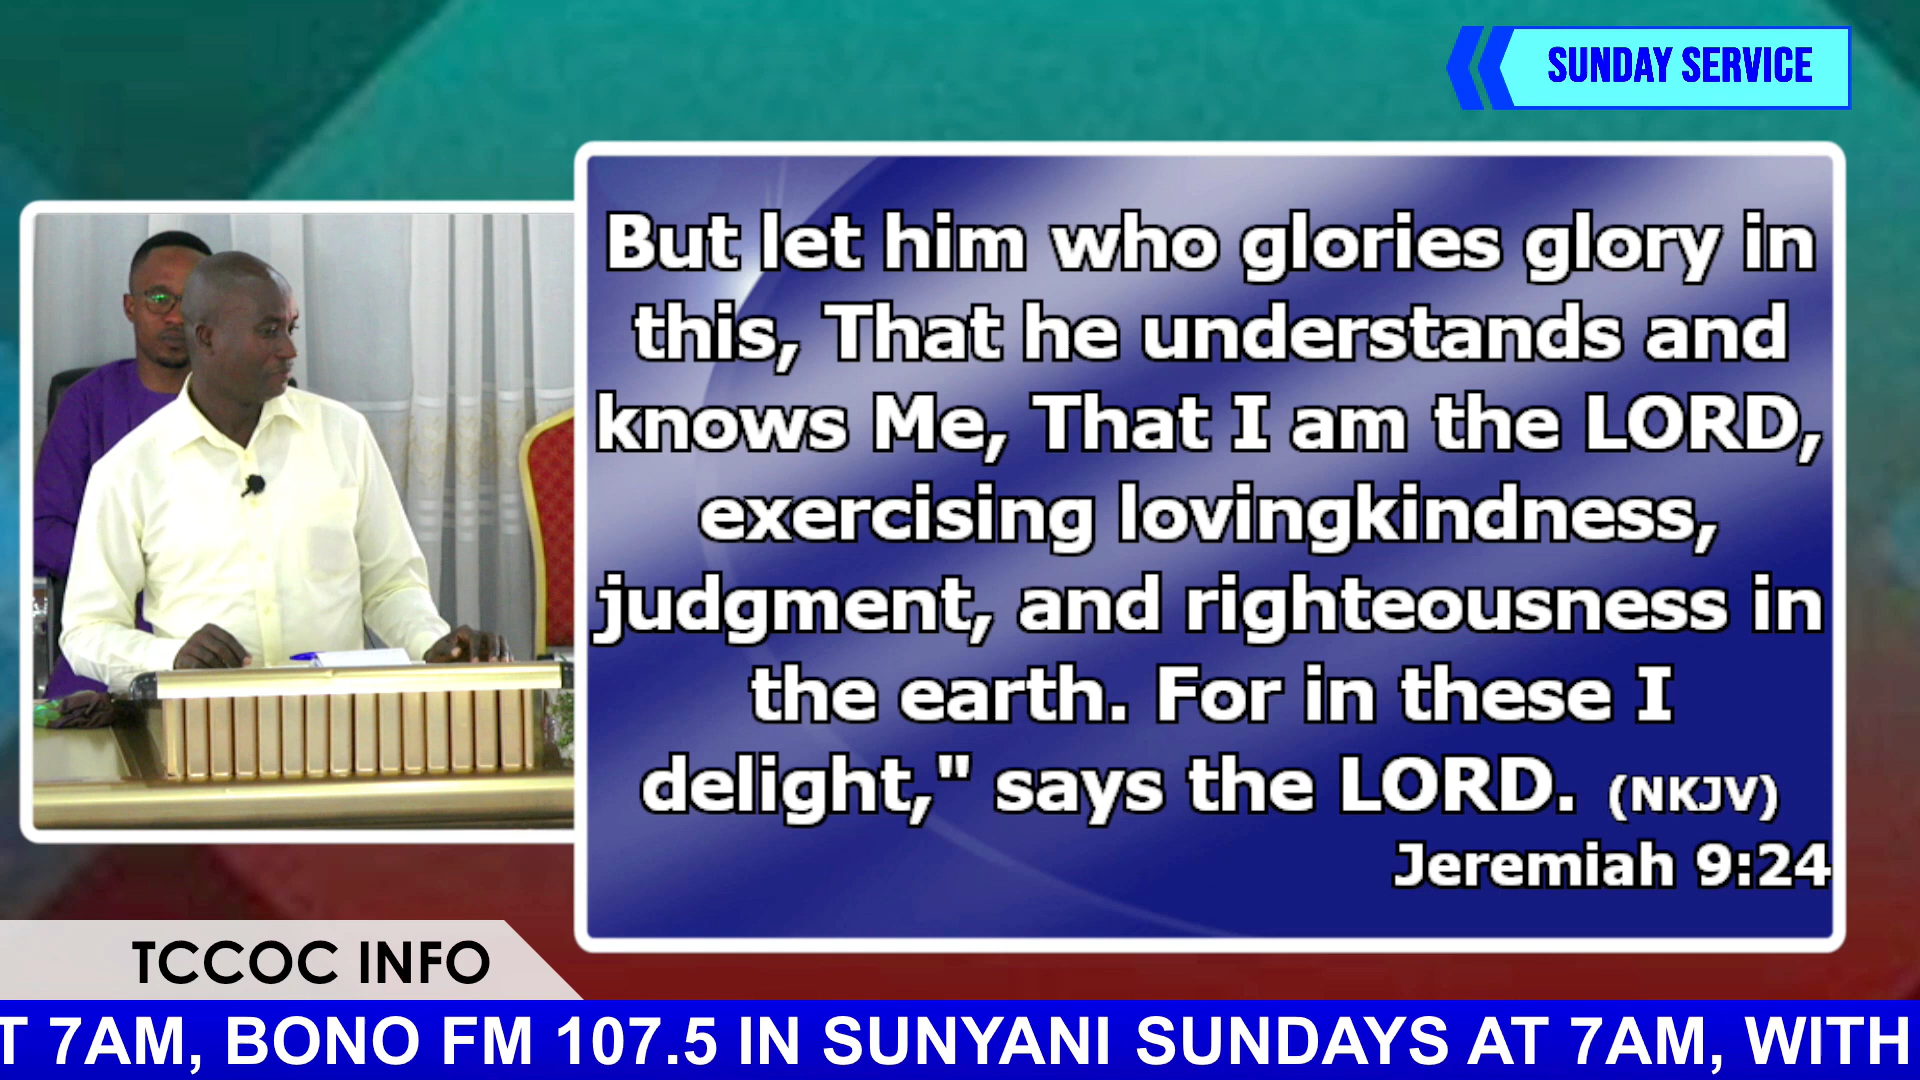 SUNDAY SERVICE
But let him who glories glory in
this, That he understands and
knows Me, That I am the LORD,
exercising lovingkindness,
judgment, and righteousness in
the earth. For in these I
delight," says the LORD. (NKJV)
Jeremiah 9:24
TCCOC INFO
T 7AM, BONO FM 107.5 IN SUNYANI SUNDAYS AT 7AM, WITH